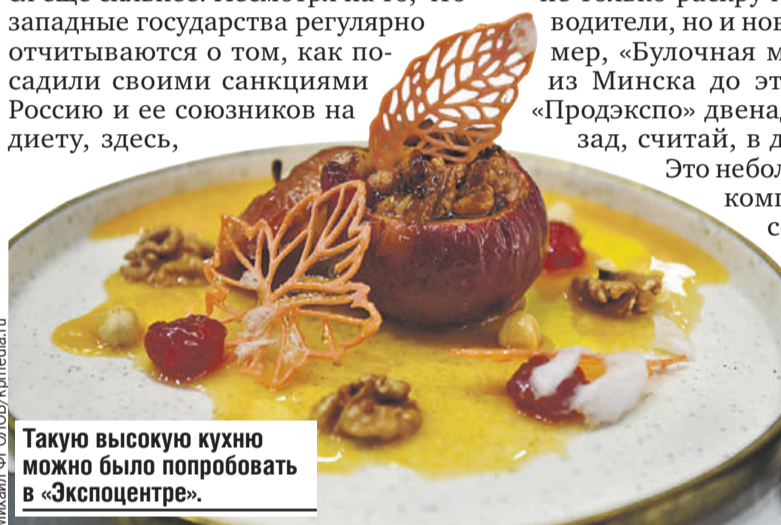 западные государства регулярно
отчитываются о том, как по-
садили своими санкциями
Россию и ее союзников на
диету, здесь,
водители, но и нов
мер, «Булочная м
из Минска до эт
«Продэкспо» двенад
зад, считай, в д
Это небол
комп
с
Такую высокую кухню
можно было попробовать
в «Экспоцентре».